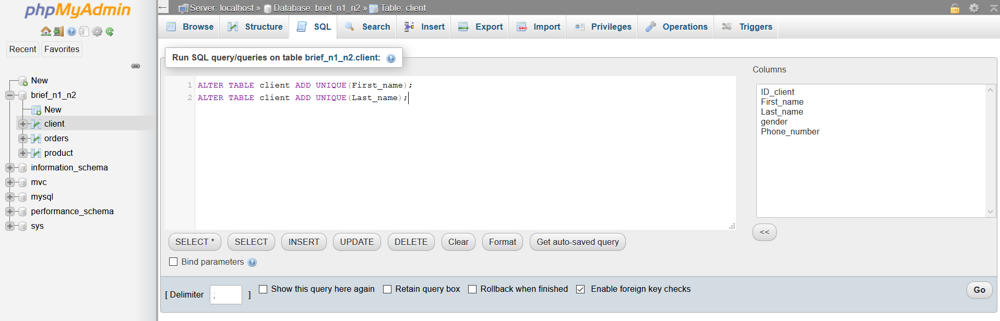 phpMyAdmin
Recent Favorites
New
brief_n1_n2
New
client
orders
product
information_schema
mvc
mysql
performance_schema
sys
← Server: localhost » Database: brief_n1_n2 » Table: client
Browse Structure SQL Search Insert Export Import Privileges Operations Triggers
Run SQL query/queries on table brief_n1_n2.client:
1 ALTER TABLE client ADD UNIQUE(First_name);
2 ALTER TABLE client ADD UNIQUE(Last_name);
Columns
ID_client
First_name
Last_name
gender
Phone_number
<<
SELECT * SELECT INSERT UPDATE DELETE Clear Format Get auto-saved query
Bind parameters
[ Delimiter ; ] Show this query here again Retain query box Rollback when finished Enable foreign key checks
Go